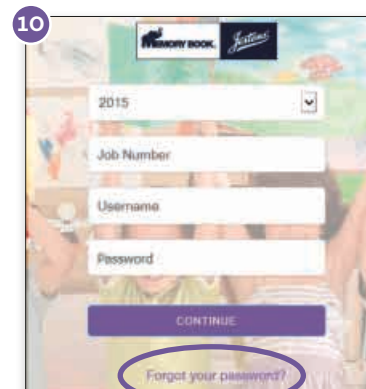 10
MEMORY BOOK. Jostens
2015
Job Number
Username
Password
CONTINUE
Forgot your password?